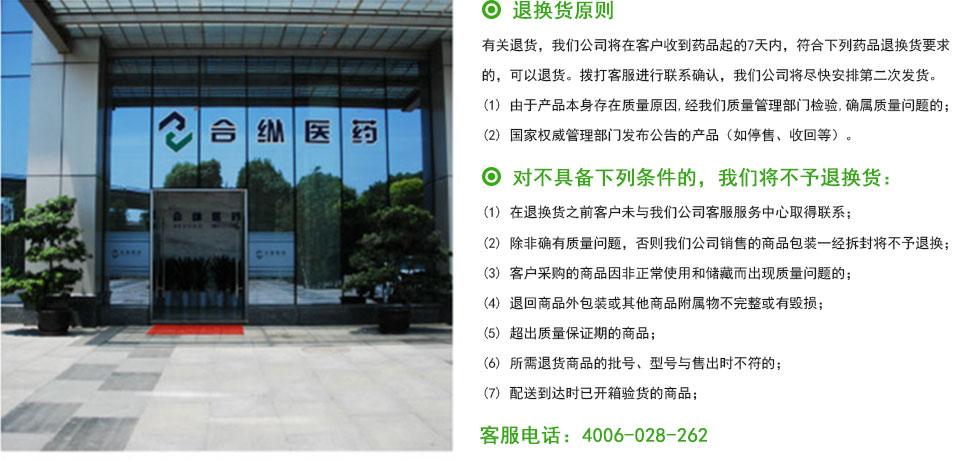 合纵医药
合纵医药
退换货原则
有关退货，我们公司将在客户收到药品起的7天内，符合下列药品退换货要求
的，可以退货。拨打客服进行联系确认，我们公司将尽快安排第二次发货。
(1) 由于产品本身存在质量原因,经我们质量管理部门检验,确属质量问题的；
(2) 国家权威管理部门发布公告的产品（如停售、收回等）。
对不具备下列条件的，我们将不予退换货：
(1) 在退换货之前客户未与我们公司客服服务中心取得联系；
(2) 除非确有质量问题，否则我们公司销售的商品包装一经拆封将不予退换；
(3) 客户采购的商品因非正常使用和储藏而出现质量问题的；
(4) 退回商品外包装或其他商品附属物不完整或有毁损；
(5) 超出质量保证期的商品；
(6) 所需退货商品的批号、型号与售出时不符的；
(7) 配送到达时已开箱验货的商品；
客服电话：4006-028-262